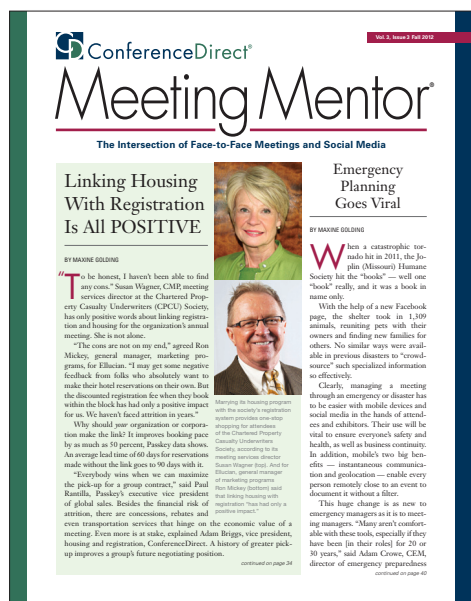 Vol. 3, Issue 3 Fall 2012
CD ConferenceDirect®
Meeting Mentor®
The Intersection of Face-to-Face Meetings and Social Media
Linking Housing
With Registration
Is All POSITIVE
BY MAXINE GOLDING
"To be honest, I haven't been able to find
any cons." Susan Wagner, CMP, meeting
services director at the Chartered Prop-
erty Casualty Underwriters (CPCU) Society,
has only positive words about linking registra-
tion and housing for the organization's annual
meeting. She is not alone.
"The cons are not on my end," agreed Ron
Mickey, general manager, marketing pro-
grams, for Ellucian. "I may get some negative
feedback from folks who absolutely want to
make their hotel reservations on their own. But
the discounted registration fee when they book
within the block has had only a positive impact
for us. We haven't faced attrition in years."
Why should your organization or corpora-
tion make the link? It improves booking pace
by as much as 50 percent, Passkey data shows.
An average lead time of 60 days for reservations
made without the link goes to 90 days with it.
"Everybody wins when we can maximize
the pick-up for a group contract," said Paul
Rantilla, Passkey's executive vice president
of global sales. Besides the financial risk of
attrition, there are concessions, rebates and
even transportation services that hinge on the economic value of a
meeting. Even more is at stake, explained Adam Briggs, vice president,
housing and registration, ConferenceDirect. A history of greater pick-
up improves a group's future negotiating position.
continued on page 34
Marrying its housing program
with the society's registration
system provides one-stop
shopping for attendees
of the Chartered Property
Casualty Underwriters
Society, according to its
meeting services director
Susan Wagner (top). And for
Ellucian, general manager
of marketing programs
Ron Mickey (bottom) said
that linking housing with
registration "has had only a
positive impact."
Emergency
Planning
Goes Viral
BY MAXINE GOLDING
When a catastrophic tor-
nado hit in 2011, the Jo-
plin (Missouri) Humane
Society hit the "books" — well one
"book" really, and it was a book in
name only.
With the help of a new Facebook
page, the shelter took in 1,309
animals, reuniting pets with their
owners and finding new families for
others. No similar ways were avail-
able in previous disasters to "crowd-
source" such specialized information
so effectively.
Clearly, managing a meeting
through an emergency or disaster has
to be easier with mobile devices and
social media in the hands of attend-
ees and exhibitors. Their use will be
vital to ensure everyone's safety and
health, as well as business continuity.
In addition, mobile's two big ben-
efits — instantaneous communica-
tion and geolocation — enable every
person remotely close to an event to
document it without a filter.
This huge change is as new to
emergency managers as it is to meet-
ing managers. "Many aren't comfort-
able with these tools, especially if they
have been [in their roles] for 20 or
30 years," said Adam Crowe, CEM,
director of emergency preparedness
continued on page 40